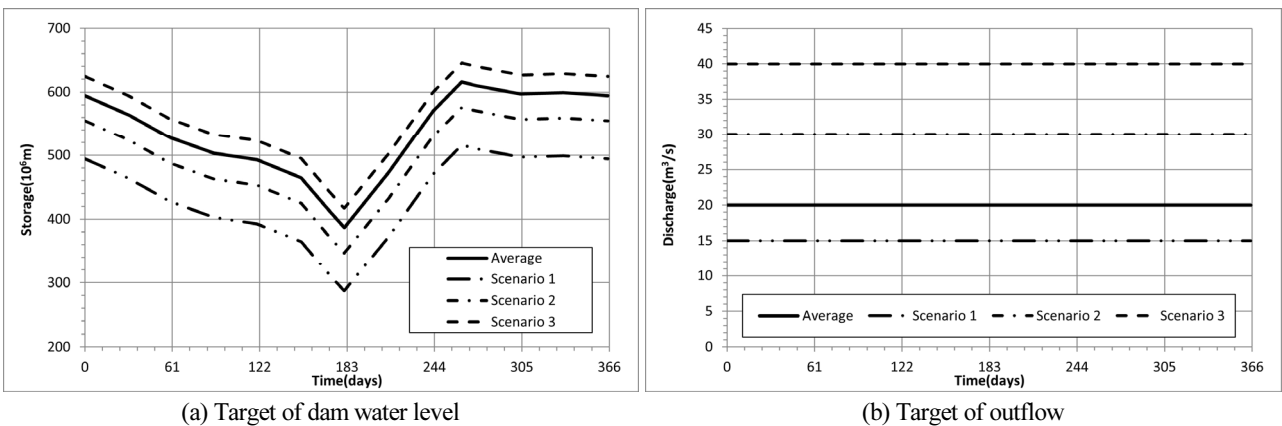 700
600
500
400
300
200
Storage(10⁶m)
0 61 122 183 244 305 366
Time(days)
Average
Scenario 1
Scenario 2
Scenario 3
(a) Target of dam water level
45
40
35
30
25
20
15
10
5
0
Discharge(m³/s)
Average Scenario 1 Scenario 2 Scenario 3
0 61 122 183 244 305 366
Time(days)
(b) Target of outflow